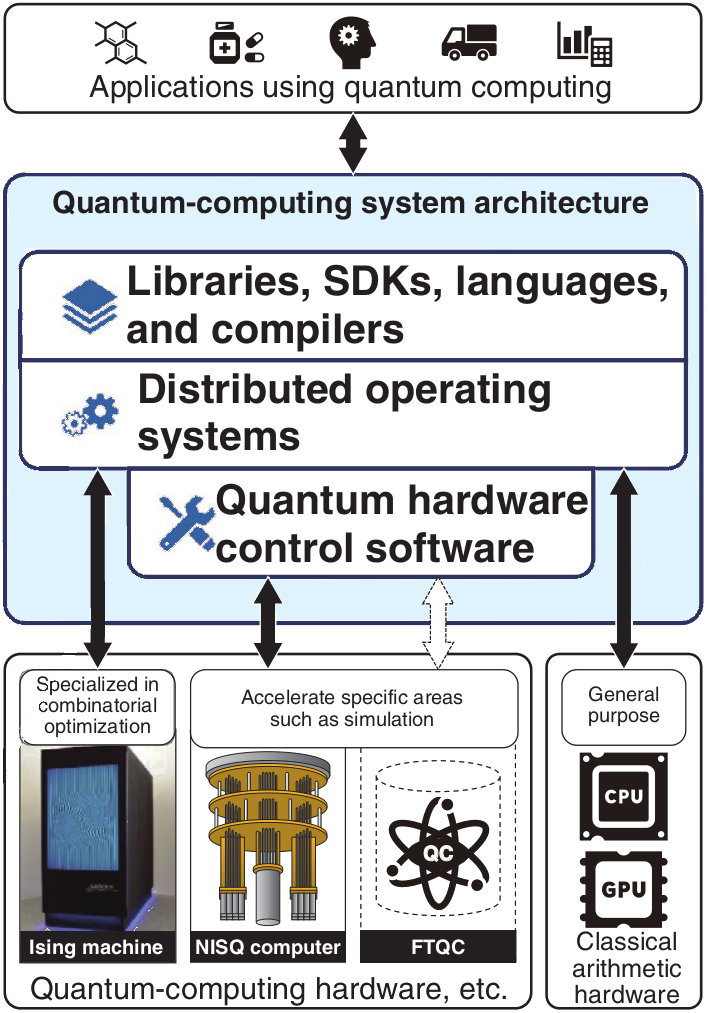 Applications using quantum computing
Quantum-computing system architecture
Libraries, SDKs, languages,
and compilers
Distributed operating
systems
Quantum hardware
control software
Specialized in
combinatorial
optimization
Accelerate specific areas
such as simulation
General
purpose
CPU
QC
GPU
Ising machine
NISQ computer
FTQC
Classical
arithmetic
hardware
Quantum-computing hardware, etc.